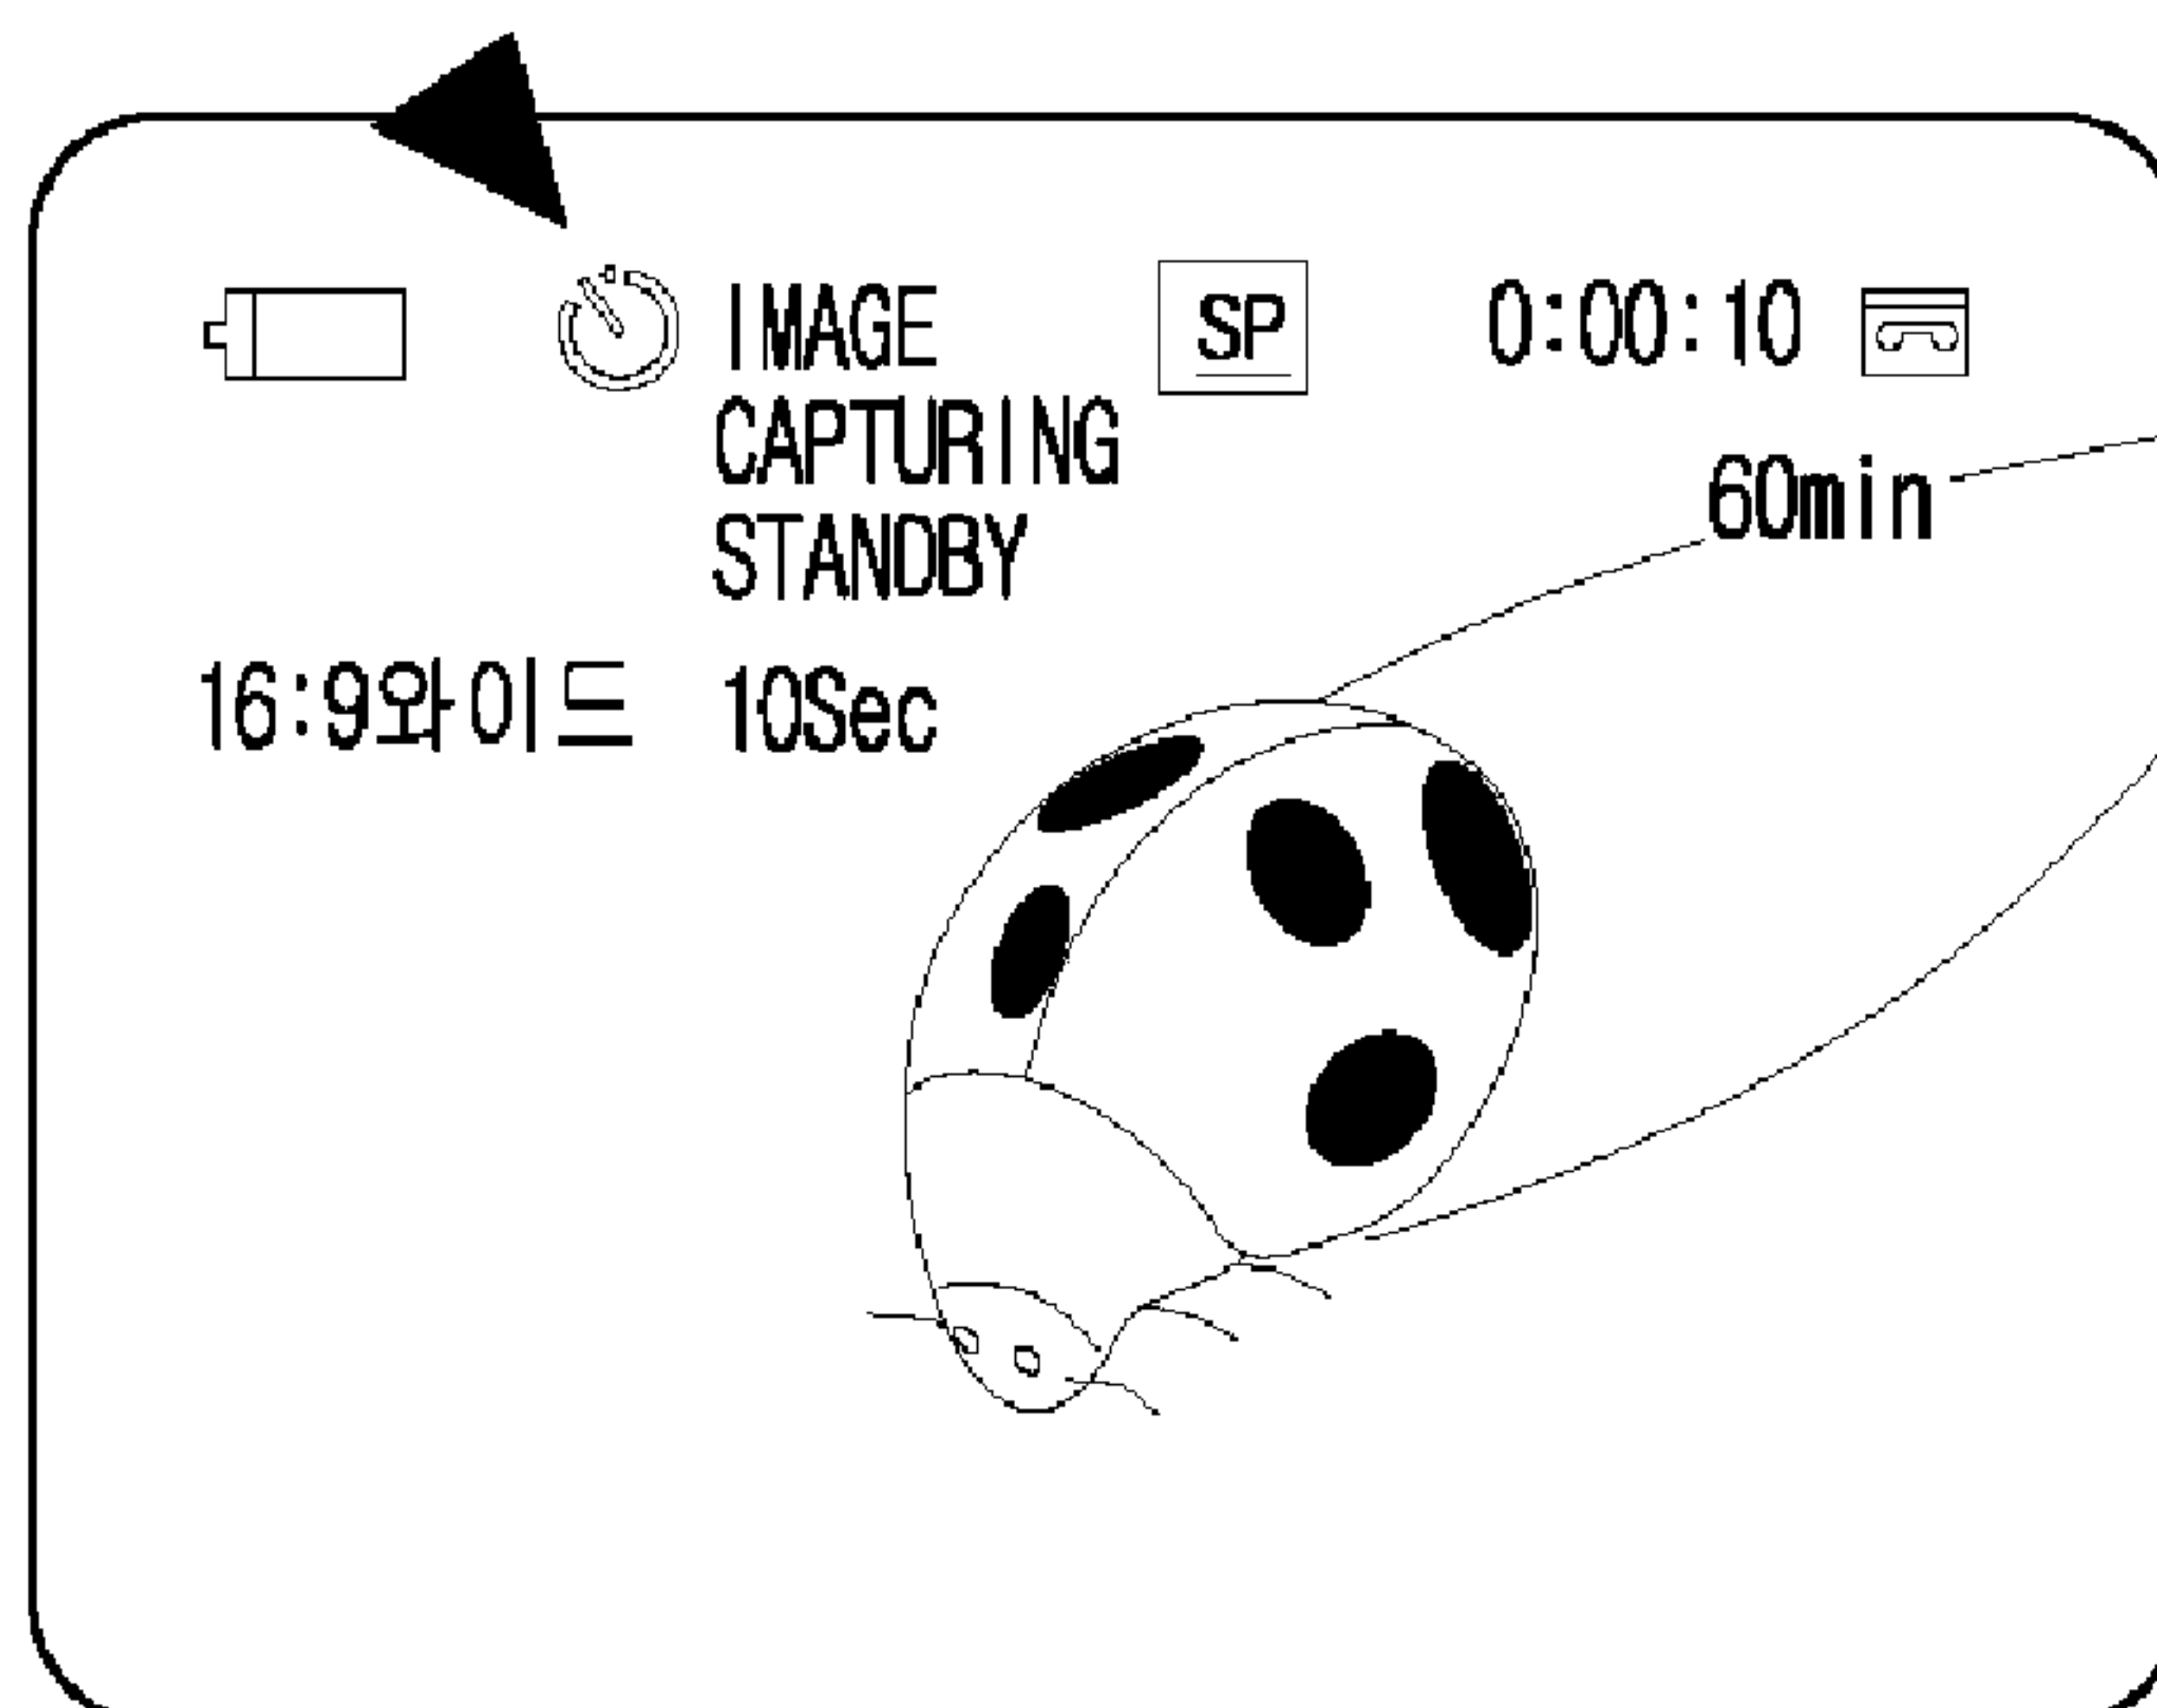 IMAGE SP 0:00:10
CAPTURING
60min
STANDBY
16:9와이드 10Sec